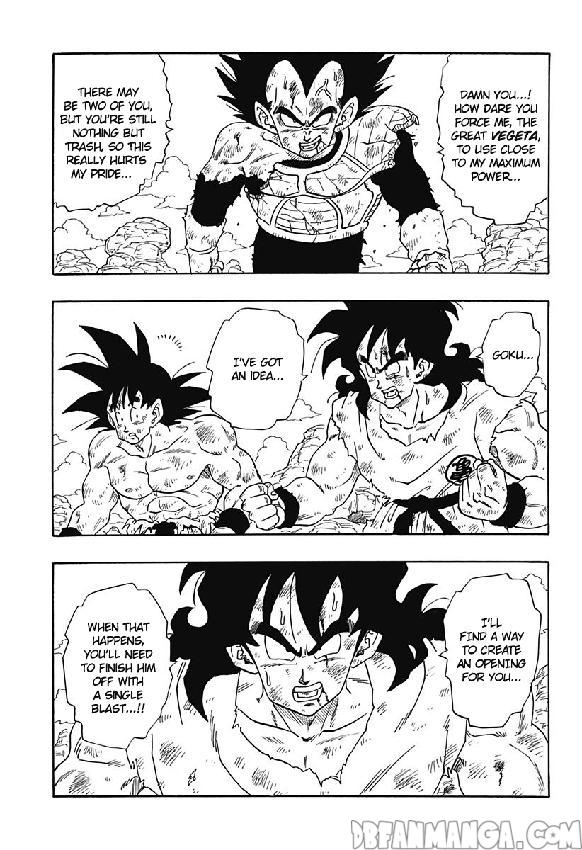 DAMN YOU...!
HOW DARE YOU
FORCE ME, THE
GREAT VEGETA,
TO USE CLOSE
TO MY MAXIMUM
POWER...
THERE MAY
BE TWO OF YOU,
BUT YOU'RE STILL
NOTHING BUT
TRASH, SO THIS
REALLY HURTS
MY PRIDE...
GOKU...
I'VE GOT
AN IDEA...
I'LL
FIND A WAY
TO CREATE
AN OPENING
FOR YOU...
WHEN THAT
HAPPENS,
YOU'LL NEED
TO FINISH HIM
OFF WITH
A SINGLE
BLAST...!!
DBFANMANGA.COM